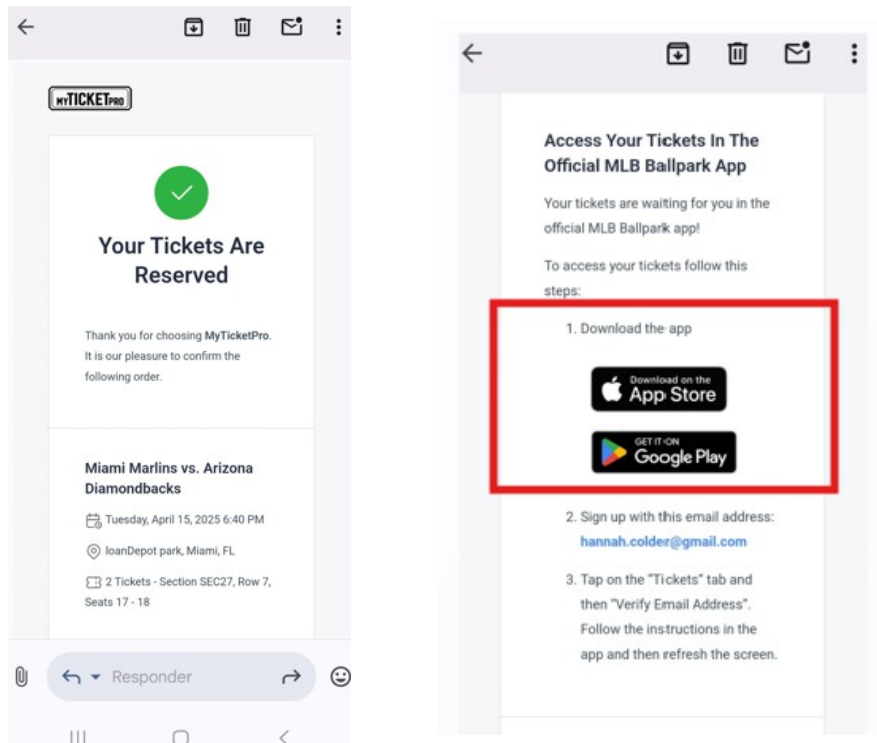 MYTICKETPRO
Your Tickets Are
Reserved
Thank you for choosing MyTicketPro.
It is our pleasure to confirm the
following order.
Miami Marlins vs. Arizona
Diamondbacks
Tuesday, April 15, 2025 6:40 PM
loanDepot park, Miami, FL
2 Tickets - Section SEC27, Row 7,
Seats 17 - 18
Responder
Access Your Tickets In The
Official MLB Ballpark App
Your tickets are waiting for you in the
official MLB Ballpark app!
To access your tickets follow this
steps:
1. Download the app
Download on the
App Store
GET IT ON
Google Play
2. Sign up with this email address:
hannah.colder@gmail.com
3. Tap on the "Tickets" tab and
then "Verify Email Address".
Follow the instructions in the
app and then refresh the screen.